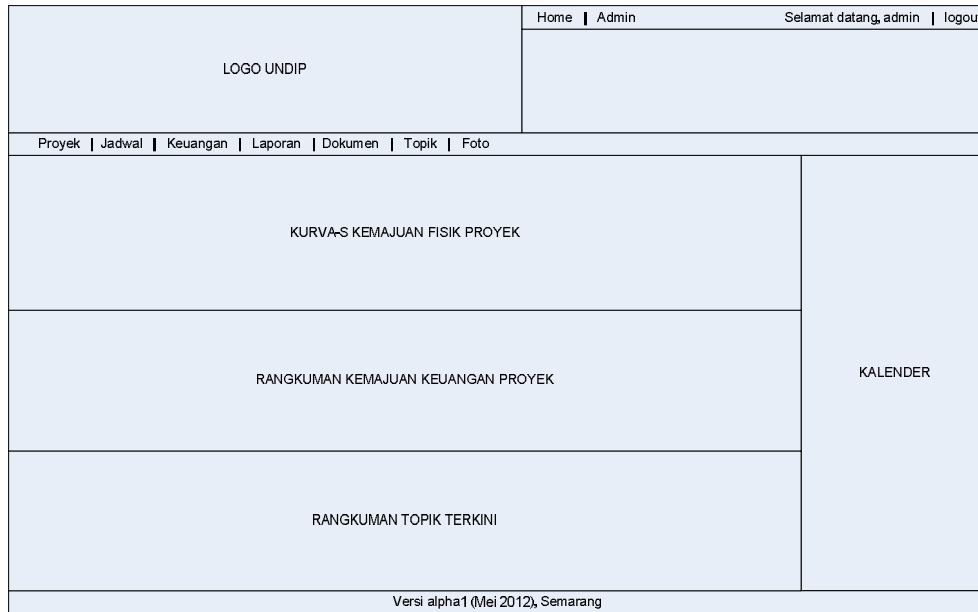 Home | Admin Selamat datang, admin | logou
LOGO UNDIP
Proyek | Jadwal | Keuangan | Laporan | Dokumen | Topik | Foto
KURVA-S KEMAJUAN FISIK PROYEK
RANGKUMAN KEMAJUAN KEUANGAN PROYEK
KALENDER
RANGKUMAN TOPIK TERKINI
Versi alpha1 (Mei 2012), Semarang